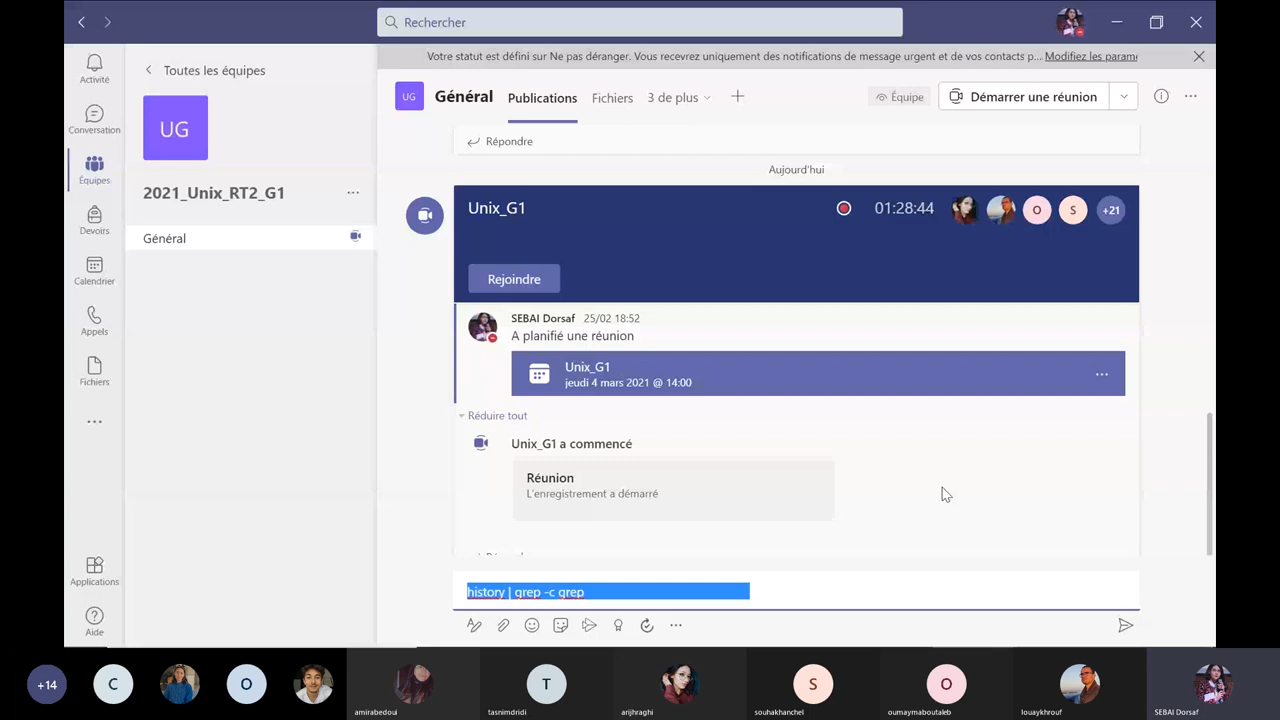 Rechercher
Votre statut est défini sur Ne pas déranger. Vous recevrez uniquement des notifications de message urgent et de vos contacts p... Modifiez les param
Activité
Conversation
Équipes
Devoirs
Calendrier
Appels
Fichiers
Applications
Aide
Toutes les équipes
UG
2021_Unix_RT2_G1
Général
UG
Général
Publications
Fichiers
3 de plus
Équipe
Démarrer une réunion
Répondre
Aujourd'hui
Unix_G1
01:28:44
O
S
+21
Rejoindre
SEBAI Dorsaf 25/02 18:52
A planifié une réunion
Unix_G1
jeudi 4 mars 2021 @ 14:00
Réduire tout
Unix_G1 a commencé
Réunion
L'enregistrement a démarré
history | grep -c grep
+14
C
O
T
S
O
amirabedoui
tasnimdridi
arijhraghi
souhakhanchel
oumaymaboutaleb
louaykhrouf
SEBAI Dorsaf